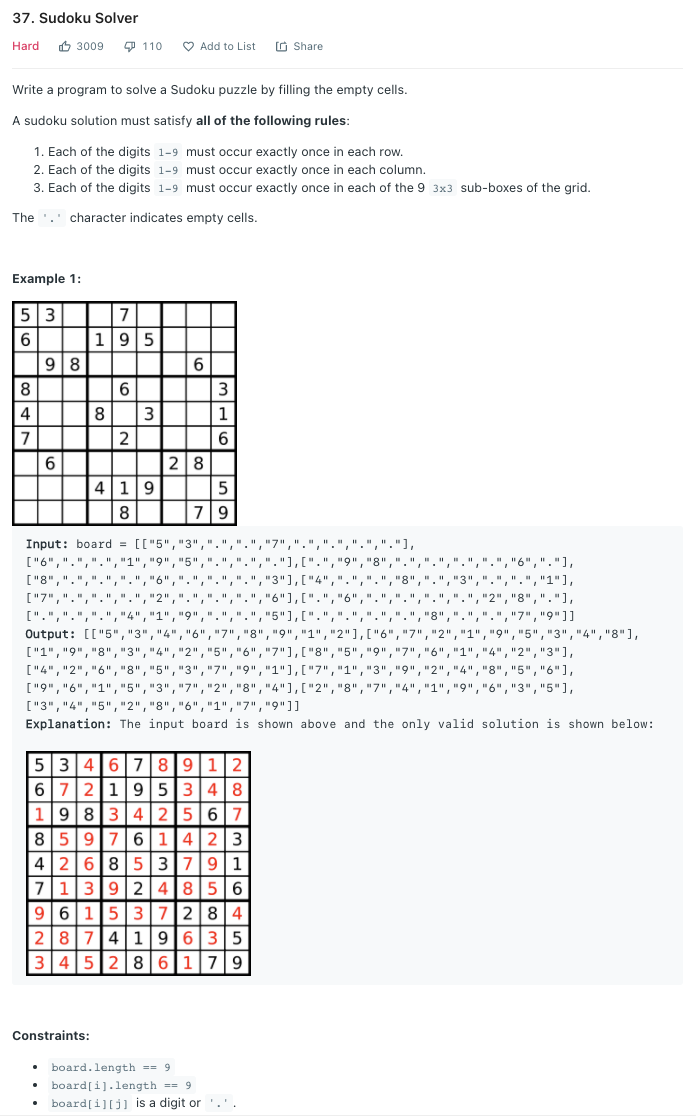 37. Sudoku Solver
Hard 3009 110 Add to List Share
Write a program to solve a Sudoku puzzle by filling the empty cells.
A sudoku solution must satisfy all of the following rules:
1. Each of the digits 1-9 must occur exactly once in each row.
2. Each of the digits 1-9 must occur exactly once in each column.
3. Each of the digits 1-9 must occur exactly once in each of the 9 3x3 sub-boxes of the grid.
The '.' character indicates empty cells.
Example 1:
5 3 7
6 1 9 5
9 8 6
8 6 3
4 8 3 1
7 2 6
6 2 8
4 1 9 5
8 7 9
Input: board = [["5","3",".",".","7",".",".",".","."],
["6",".",".","1","9","5",".",".","."],[".","9","8",".",".",".",".","6","."],
["8",".",".",".","6",".",".",".","3"],["4",".",".","8",".","3",".",".","1"],
["7",".",".",".","2",".",".",".","6"],[".","6",".",".",".",".","2","8","."],
[".",".",".","4","1","9",".",".","5"],[".",".",".",".","8",".",".","7","9"]]
Output: [["5","3","4","6","7","8","9","1","2"],["6","7","2","1","9","5","3","4","8"],
["1","9","8","3","4","2","5","6","7"],["8","5","9","7","6","1","4","2","3"],
["4","2","6","8","5","3","7","9","1"],["7","1","3","9","2","4","8","5","6"],
["9","6","1","5","3","7","2","8","4"],["2","8","7","4","1","9","6","3","5"],
["3","4","5","2","8","6","1","7","9"]]
Explanation: The input board is shown above and the only valid solution is shown below:
5 3 4 6 7 8 9 1 2
6 7 2 1 9 5 3 4 8
1 9 8 3 4 2 5 6 7
8 5 9 7 6 1 4 2 3
4 2 6 8 5 3 7 9 1
7 1 3 9 2 4 8 5 6
9 6 1 5 3 7 2 8 4
2 8 7 4 1 9 6 3 5
3 4 5 2 8 6 1 7 9
Constraints:
• board.length == 9
• board[i].length == 9
• board[i][j] is a digit or '.'.